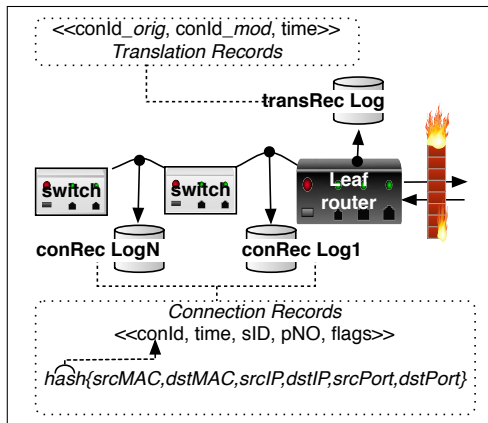 <<conId_orig, conId_mod, time>>
Translation Records
transRec Log
switch
switch
Leaf
router
conRec LogN
conRec Log1
Connection Records
<<conId, time, sID, pNO, flags>>
hash{srcMAC,dstMAC,srcIP,dstIP,srcPort,dstPort}